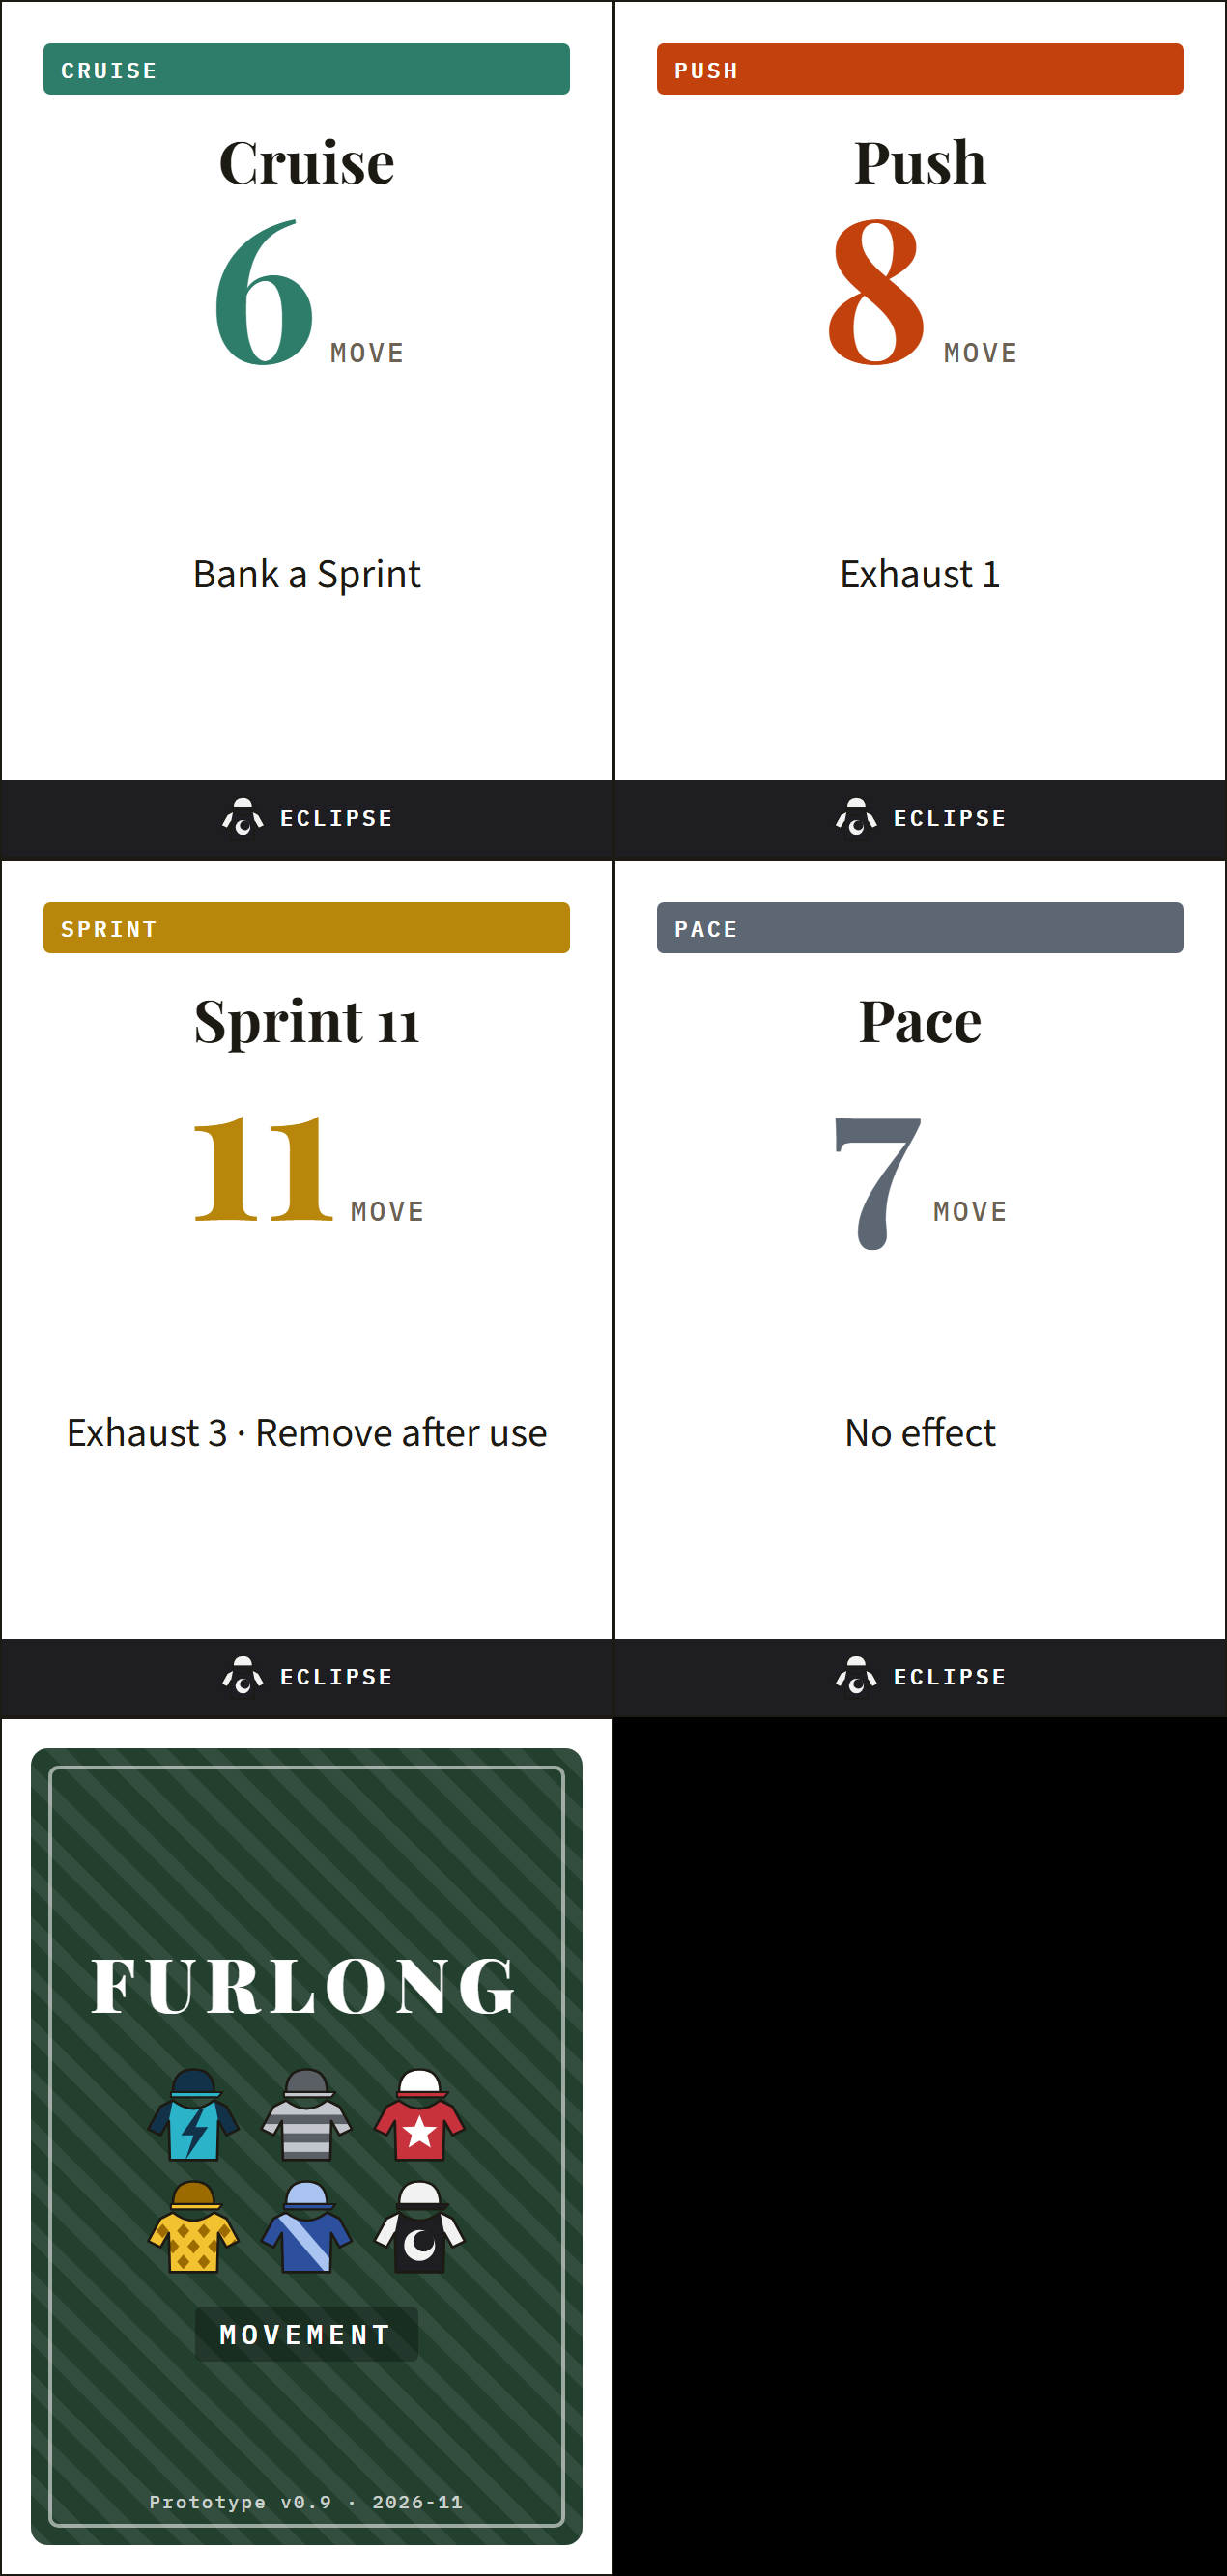 CRUISE
Cruise
6 MOVE
Bank a Sprint
ECLIPSE
PUSH
Push
8 MOVE
Exhaust 1
ECLIPSE
SPRINT
Sprint 11
11 MOVE
Exhaust 3 · Remove after use
ECLIPSE
PACE
Pace
7 MOVE
No effect
ECLIPSE
FURLONG
MOVEMENT
Prototype v0.9 · 2026-11